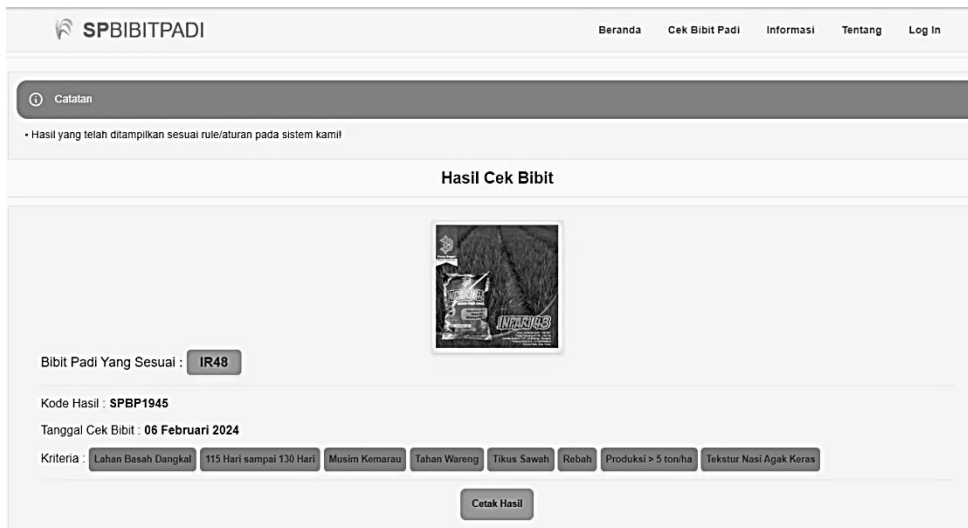 SPBIBITPADI
Beranda Cek Bibit Padi Informasi Tentang Log In
Catatan
• Hasil yang telah ditampilkan sesuai rule/aturan pada sistem kami!
Hasil Cek Bibit
INPARI 48
INPARI 48
Bibit Padi Yang Sesuai : IR48
Kode Hasil : SPBP1945
Tanggal Cek Bibit : 06 Februari 2024
Kriteria : Lahan Basah Dangkal 115 Hari sampai 130 Hari Musim Kemarau Tahan Wareng Tikus Sawah Rebah Produksi > 5 ton/ha Tekstur Nasi Agak Keras
Cetak Hasil